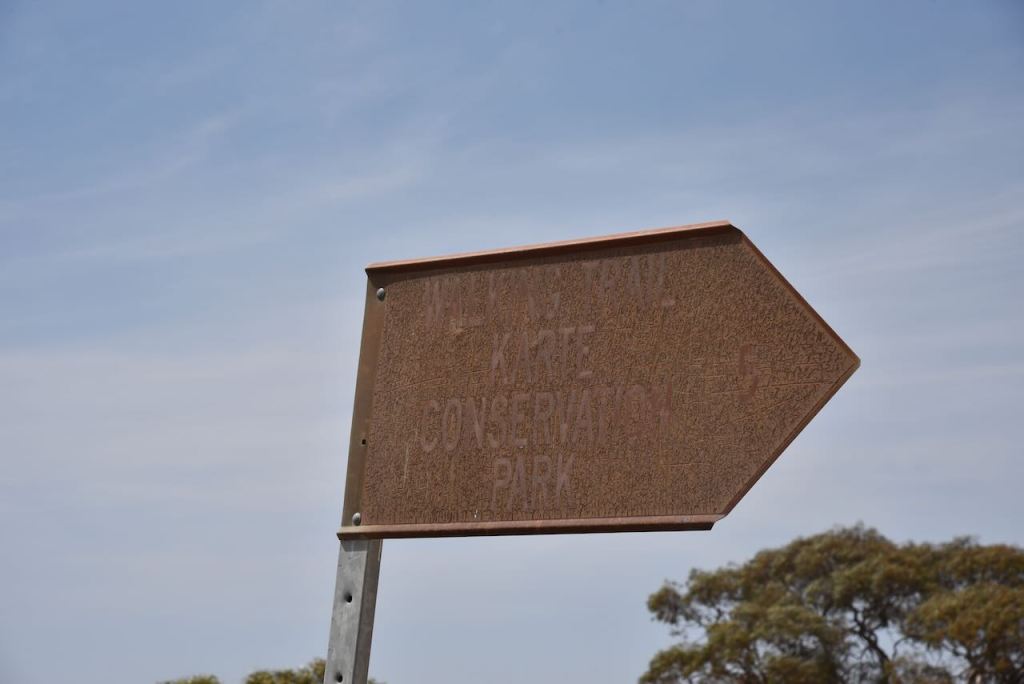 WALKING TRAIL
KARTE
5
CONSERVATION
PARK